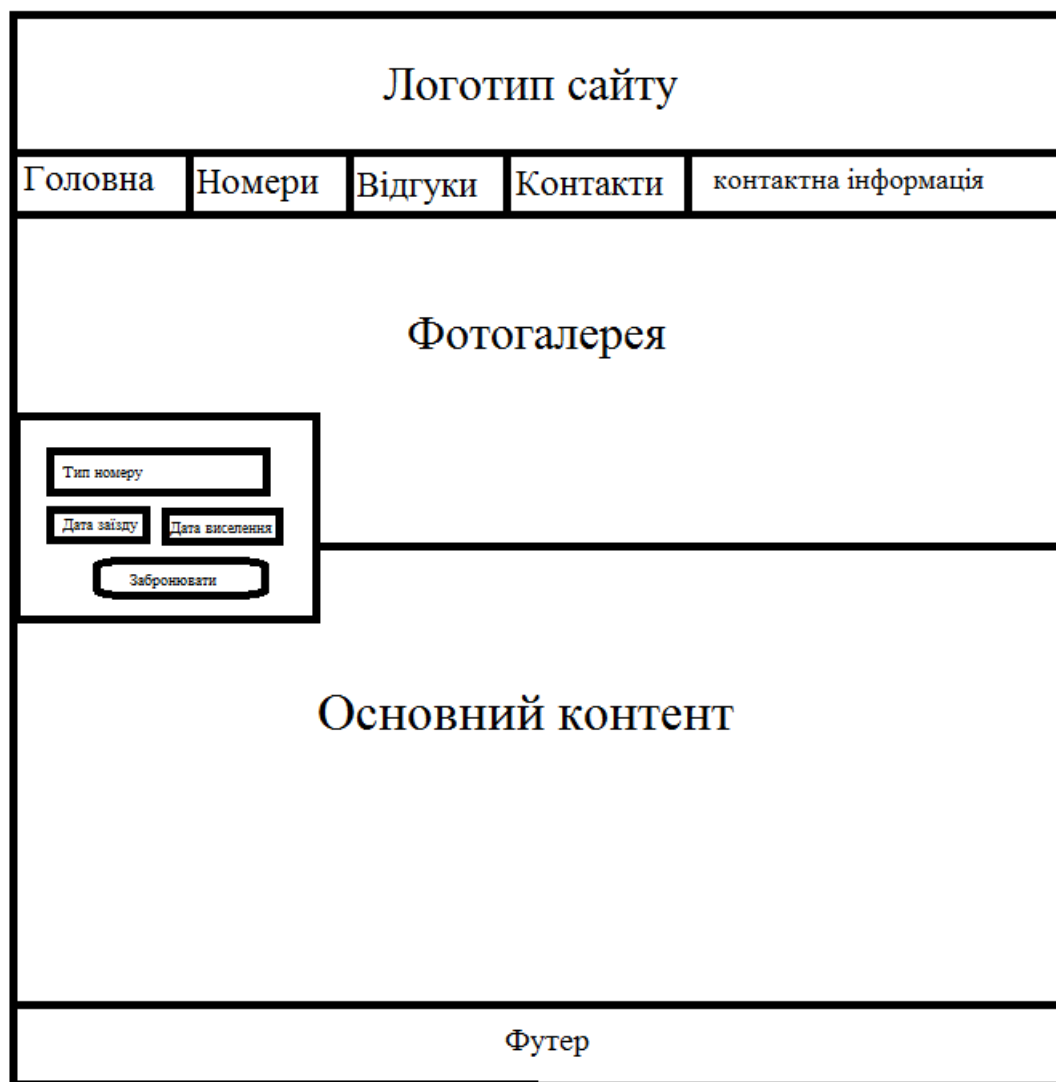 Логотип сайту
Головна Номери Відгуки Контакти контактна інформація
Фотогалерея
Тип номеру
Дата заїзду Дата виселення
Забронювати
Основний контент
Футер